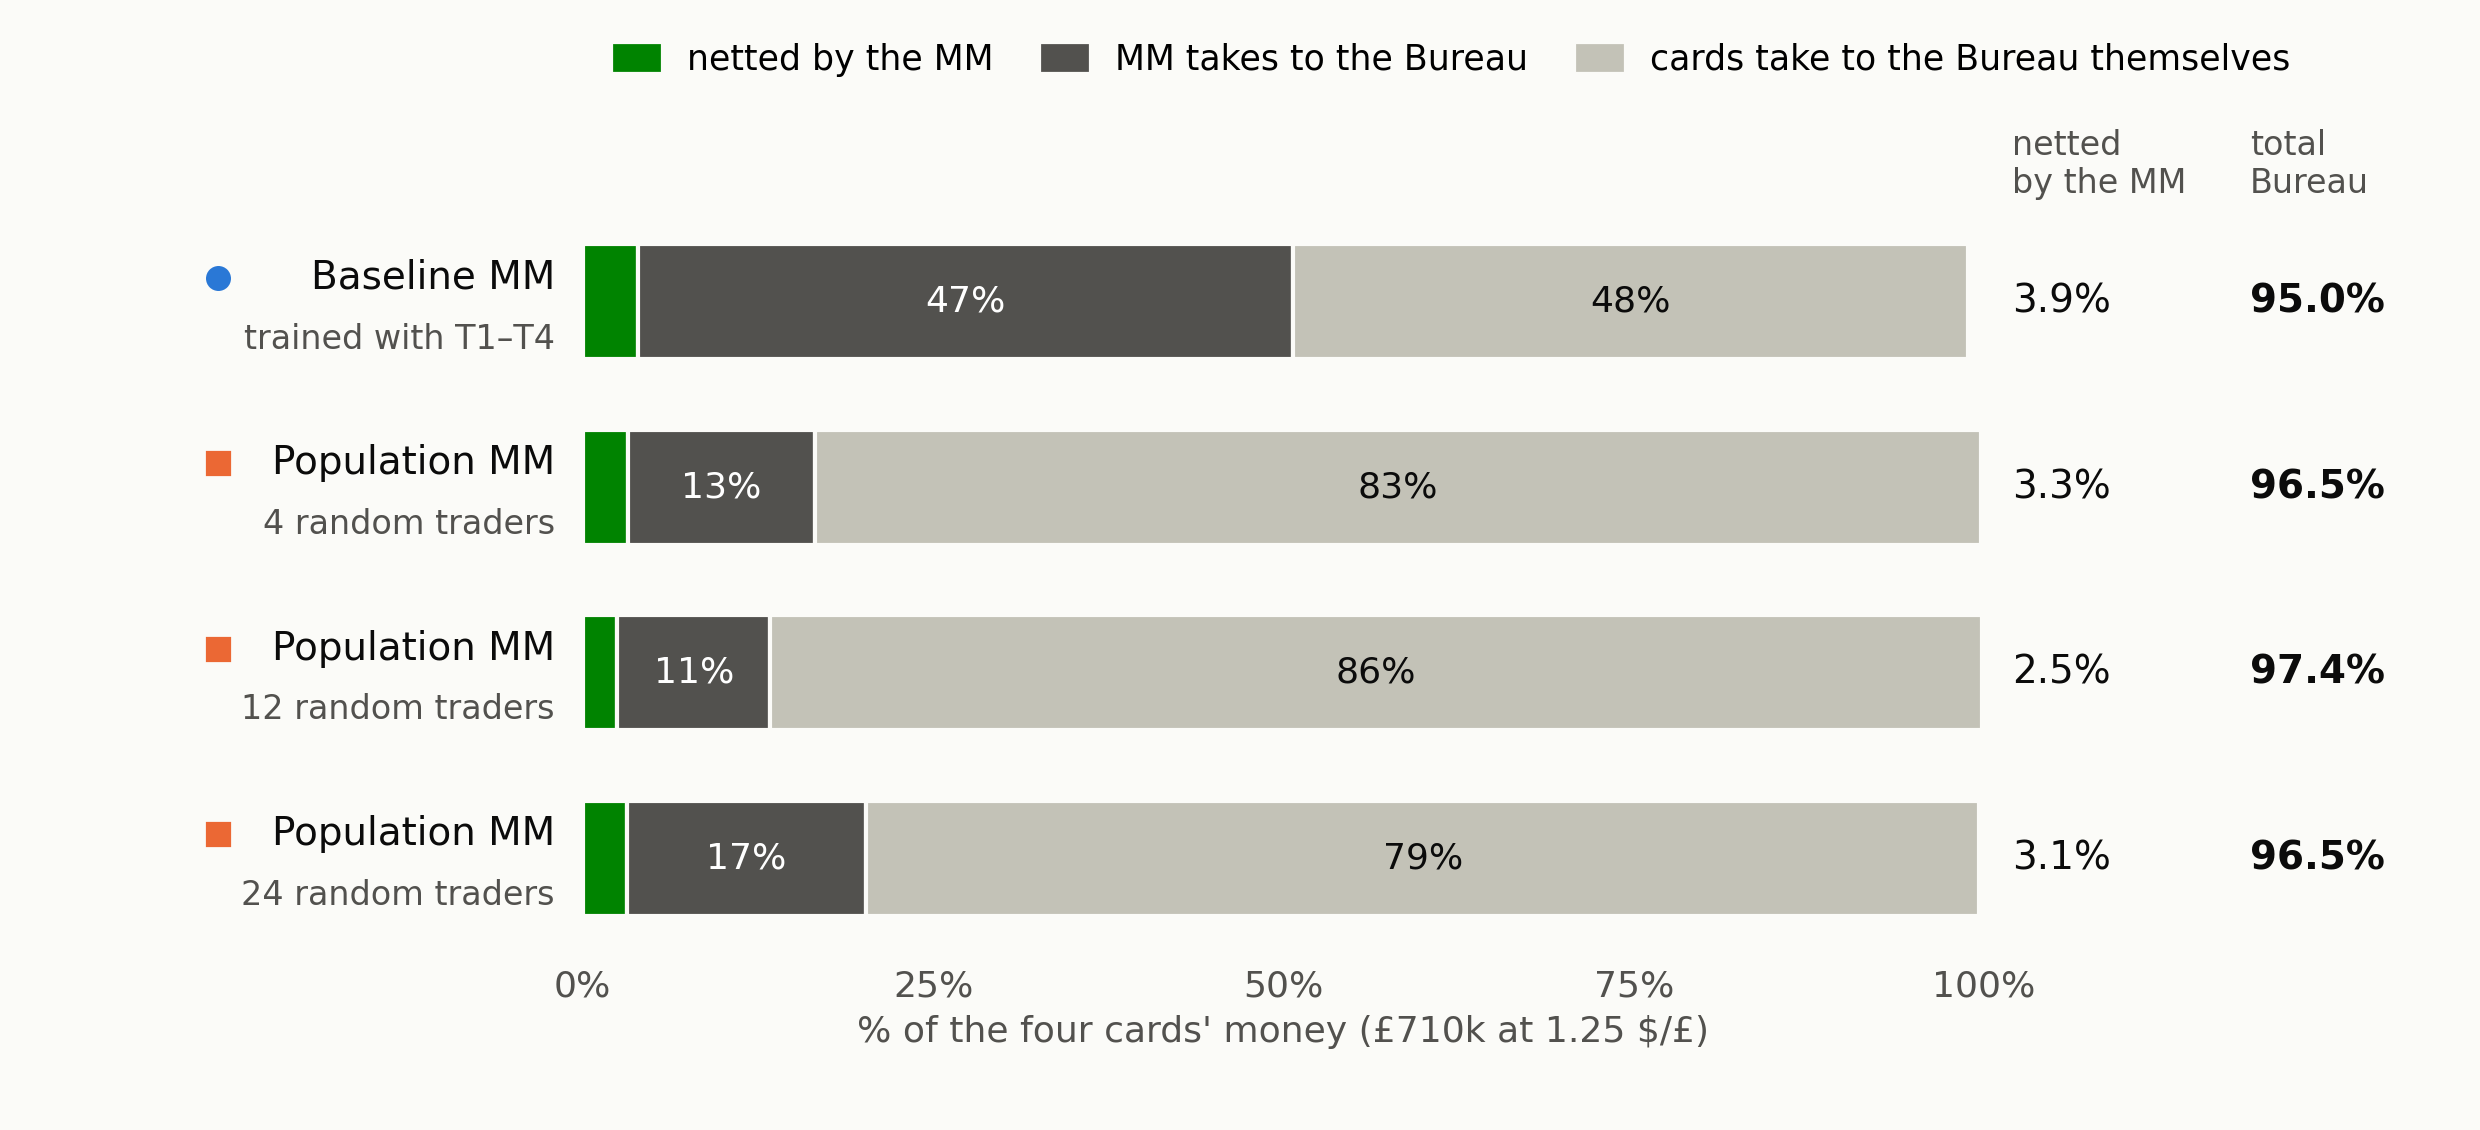 netted by the MM
MM takes to the Bureau
cards take to the Bureau themselves
netted
by the MM
total
Bureau
Baseline MM
trained with T1–T4
47%
48%
3.9%
95.0%
Population MM
4 random traders
13%
83%
3.3%
96.5%
Population MM
12 random traders
11%
86%
2.5%
97.4%
Population MM
24 random traders
17%
79%
3.1%
96.5%
0%
25%
50%
75%
100%
% of the four cards' money (£710k at 1.25 $/£)